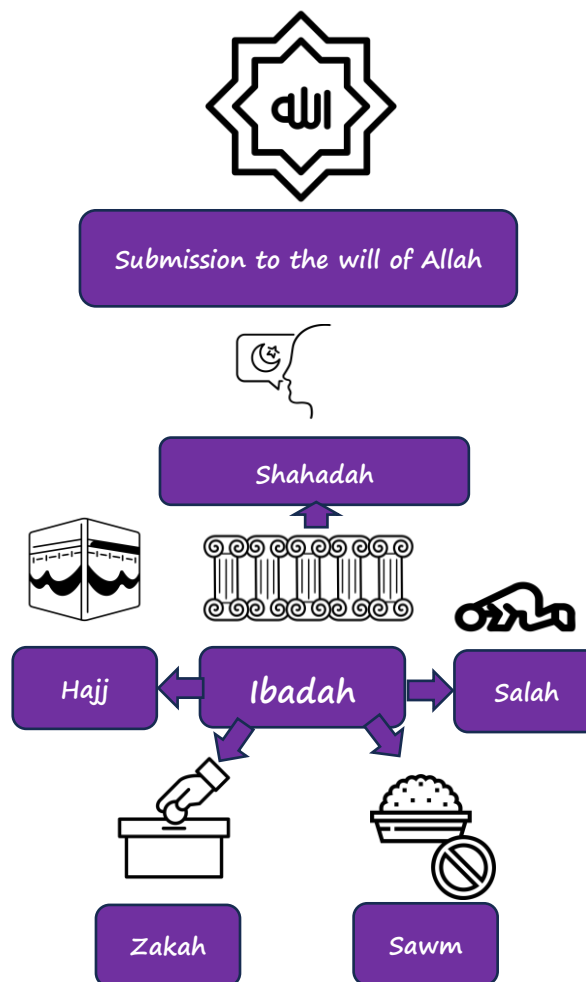 الله
Submission to the will of Allah
Shahadah
Hajj
Ibadah
Salah
Zakah
Sawm